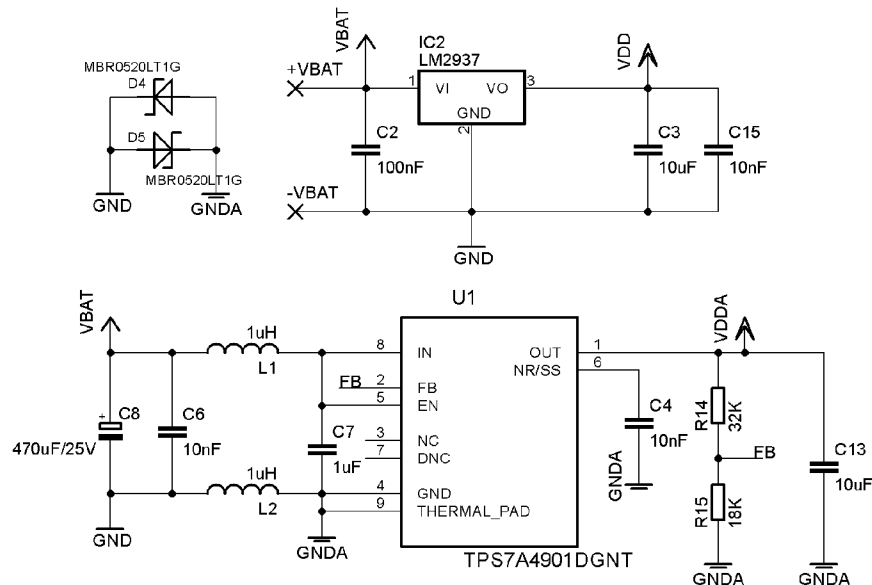 MBR0520LT1G
D4
D5
MBR0520LT1G
GND
GNDA
VBAT
+VBAT
IC2
LM2937
1
VI
VO
3
GND
2
C2
100nF
-VBAT
GND
VDD
C3
10uF
C15
10nF
U1
VBAT
1uH
L1
C8
+
470uF/25V
C6
10nF
1uH
L2
GND
C7
1uF
GNDA
8
IN
FB
2
FB
5
EN
3
NC
7
DNC
4
GND
9
THERMAL_PAD
OUT
1
NR/SS
6
TPS7A4901DGNT
C4
10nF
GNDA
VDDA
R14
32K
FB
R15
18K
GNDA
C13
10uF
GNDA